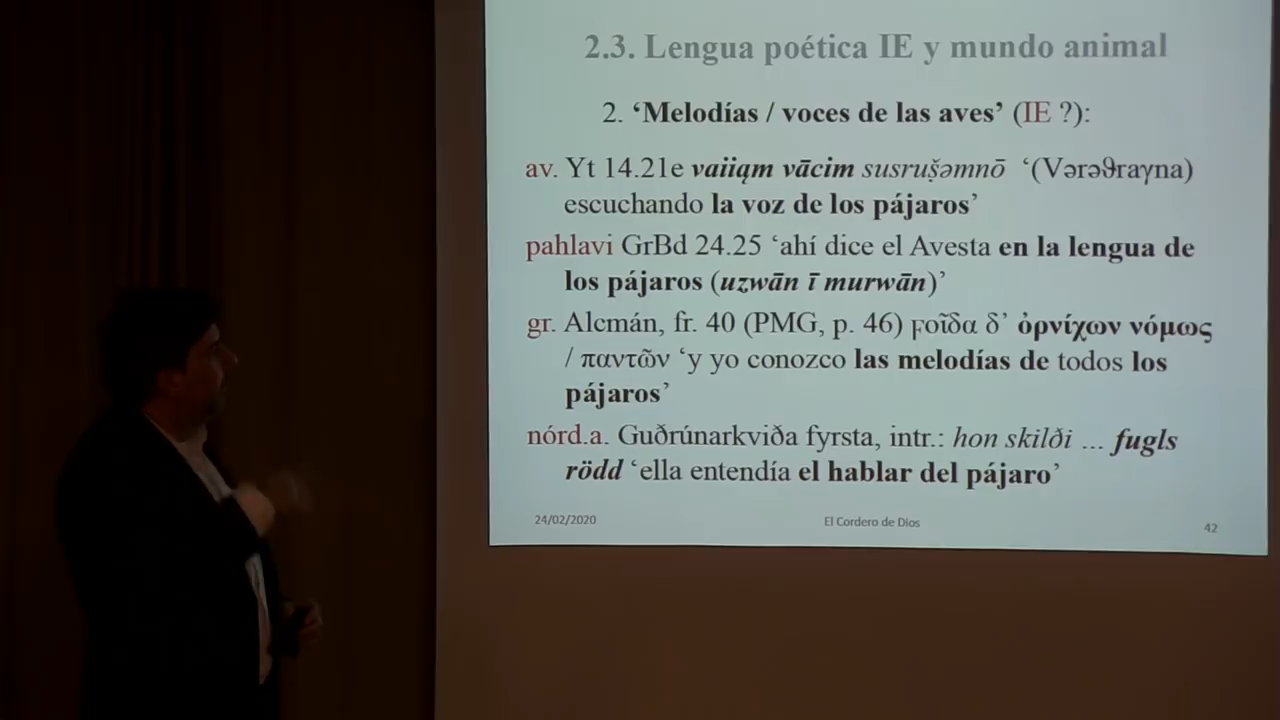 2.3. Lengua poética IE y mundo animal
2. ‘Melodías / voces de las aves’ (IE ?):
av. Yt 14.21e vaiiąm vācim susruṣ̌əmnō ‘(Vərəϑraγna)
escuchando la voz de los pájaros’
pahlavi GrBd 24.25 ‘ahí dice el Avesta en la lengua de
los pájaros (uzwān ī murwān)’
gr. Alcmán, fr. 40 (PMG, p. 46) ϝοῖδα δ’ ὀρνίχων νόμως
/ παντῶν ‘y yo conozco las melodías de todos los
pájaros’
nórd.a. Guðrúnarkviða fyrsta, intr.: hon skilði ... fugls
rödd ‘ella entendía el hablar del pájaro’
24/02/2020
El Cordero de Dios
42